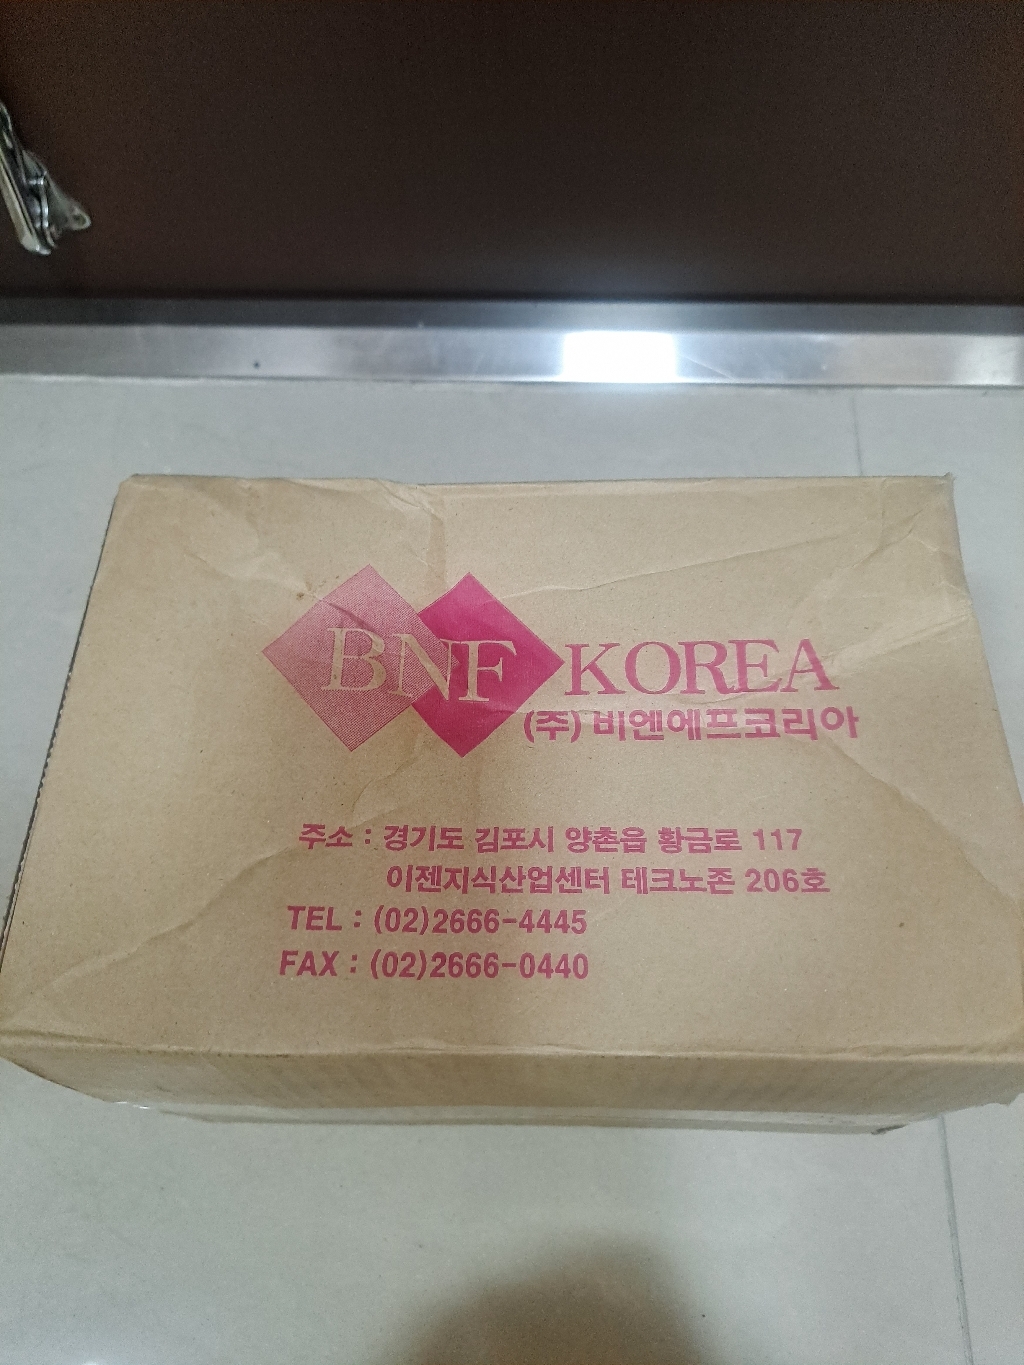 BNF KOREA
(주) 비엔에프코리아
주소 : 경기도 김포시 양촌읍 황금로 117
이젠지식산업센터 테크노존 206호
TEL : (02)2666-4445
FAX : (02)2666-0440